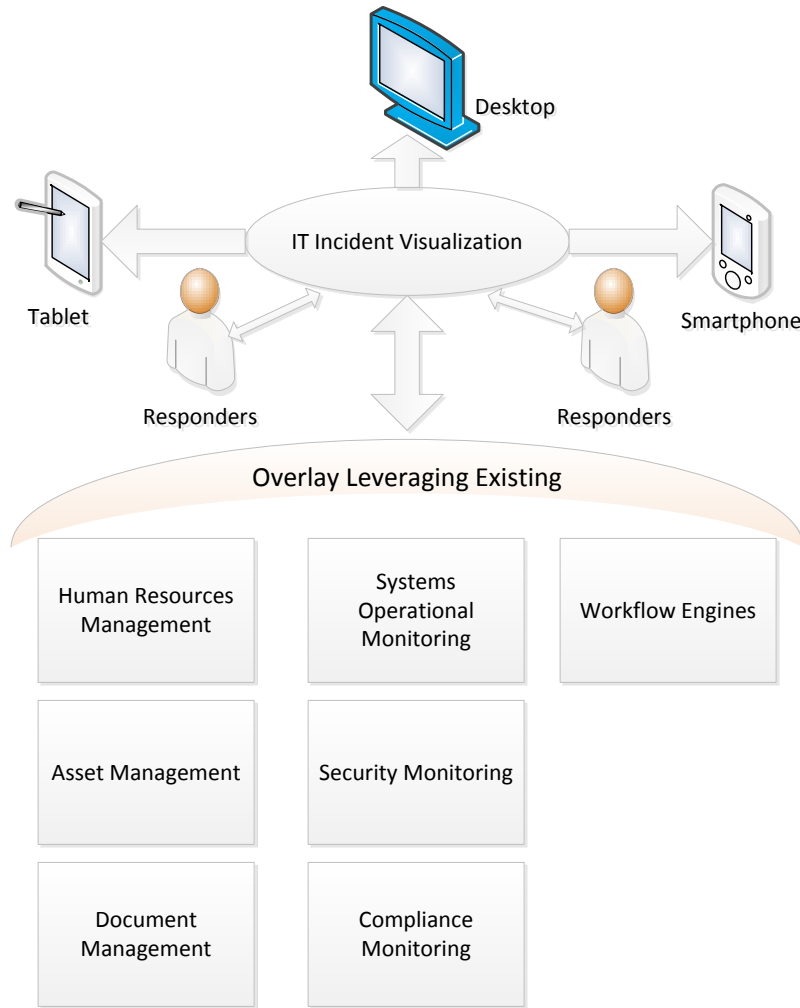 Desktop
IT Incident Visualization
Tablet
Smartphone
Responders
Responders
Overlay Leveraging Existing
Human Resources
Management
Systems
Operational
Monitoring
Workflow Engines
Asset Management
Security Monitoring
Document
Management
Compliance
Monitoring